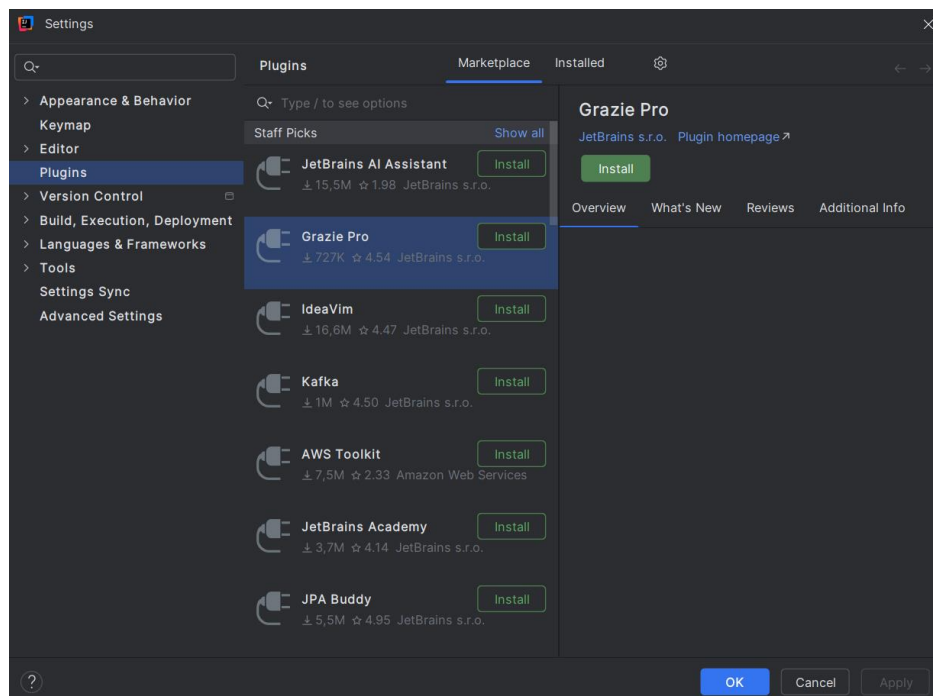 Settings
Appearance & Behavior
Keymap
Editor
Plugins
Version Control
Build, Execution, Deployment
Languages & Frameworks
Tools
Settings Sync
Advanced Settings
Plugins
Marketplace
Installed
Type / to see options
Staff Picks
Show all
JetBrains AI Assistant
Install
15,5M 1.98 JetBrains s.r.o.
Grazie Pro
Install
727K 4.54 JetBrains s.r.o.
IdeaVim
Install
16,6M 4.47 JetBrains s.r.o.
Kafka
Install
1M 4.50 JetBrains s.r.o.
AWS Toolkit
Install
7,5M 2.33 Amazon Web Services
JetBrains Academy
Install
3,7M 4.14 JetBrains s.r.o.
JPA Buddy
Install
5,5M 4.95 JetBrains s.r.o.
Grazie Pro
JetBrains s.r.o. Plugin homepage
Install
Overview What's New Reviews Additional Info
?
OK
Cancel
Apply